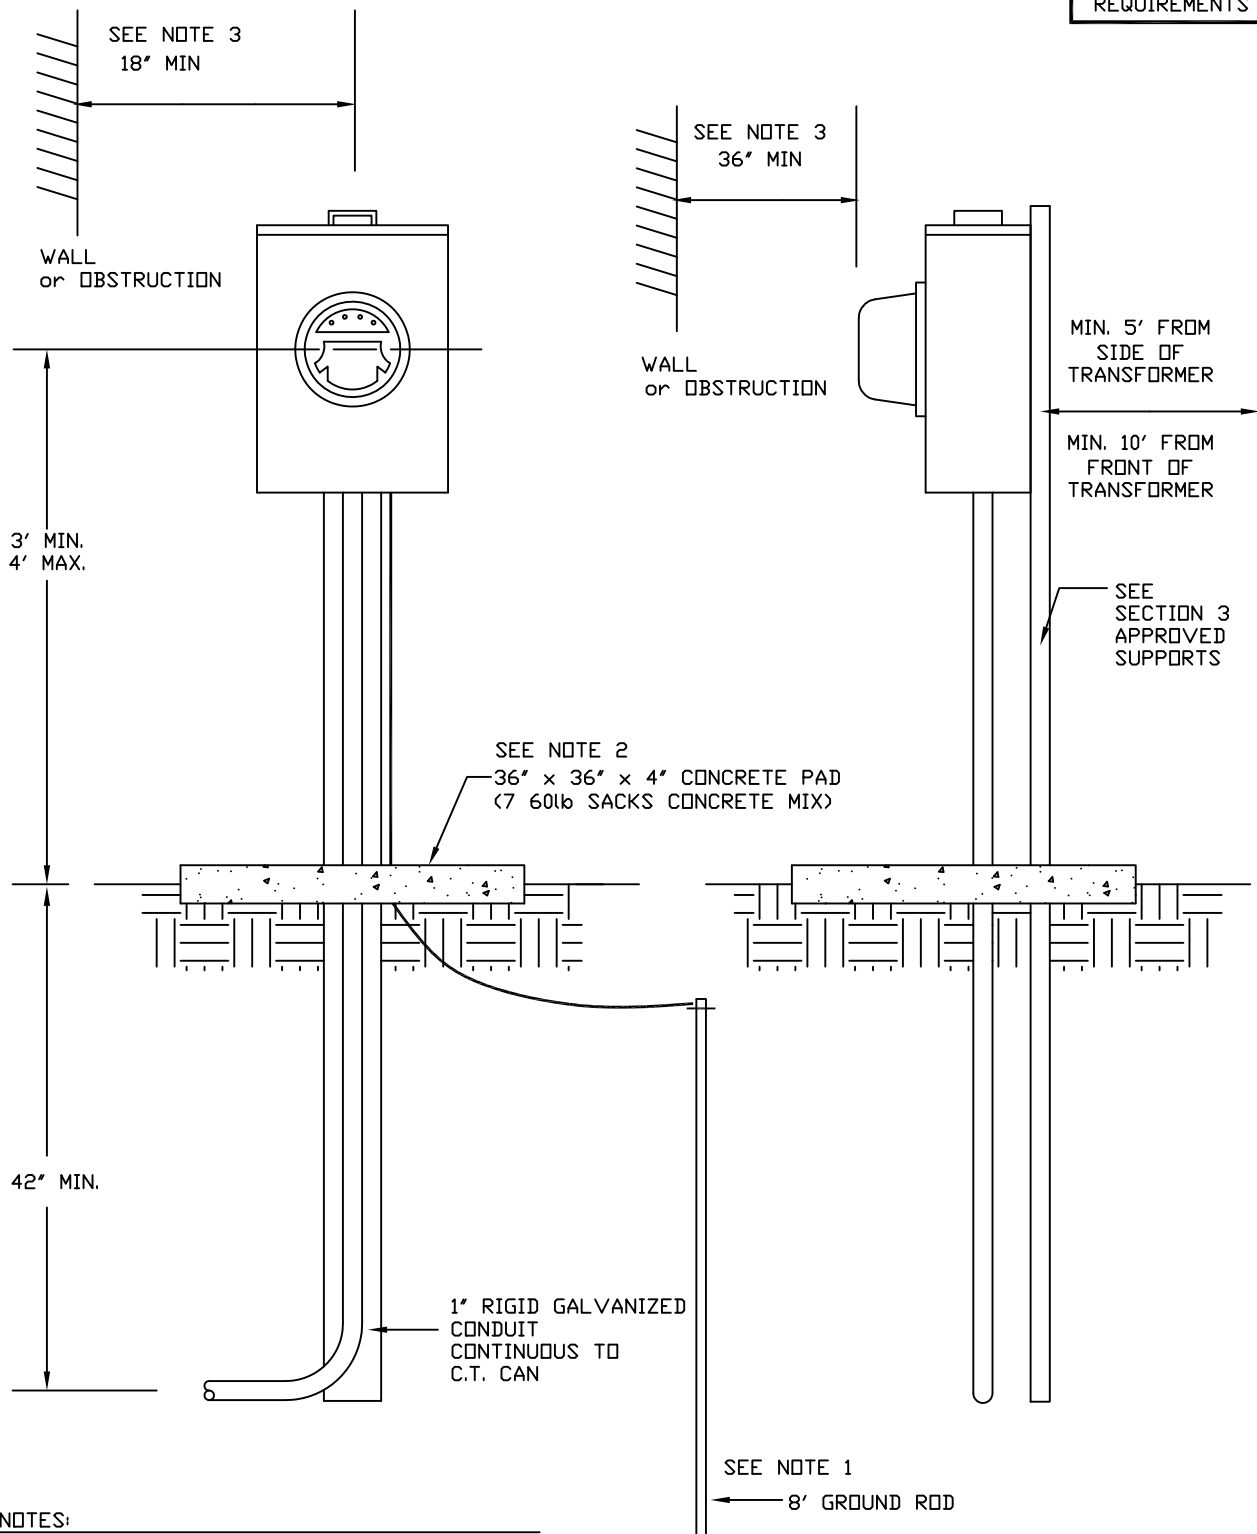 REQUIREMENTS
SEE NOTE 3
18" MIN
WALL
or OBSTRUCTION
SEE NOTE 3
36" MIN
WALL
or OBSTRUCTION
MIN. 5' FROM
SIDE OF
TRANSFORMER
MIN. 10' FROM
FRONT OF
TRANSFORMER
3' MIN.
4' MAX.
SEE
SECTION 3
APPROVED
SUPPORTS
SEE NOTE 2
36" x 36" x 4" CONCRETE PAD
(7 60lb SACKS CONCRETE MIX)
42" MIN.
1" RIGID GALVANIZED
CONDUIT
CONTINUOUS TO
C.T. CAN
SEE NOTE 1
8' GROUND ROD
NOTES: